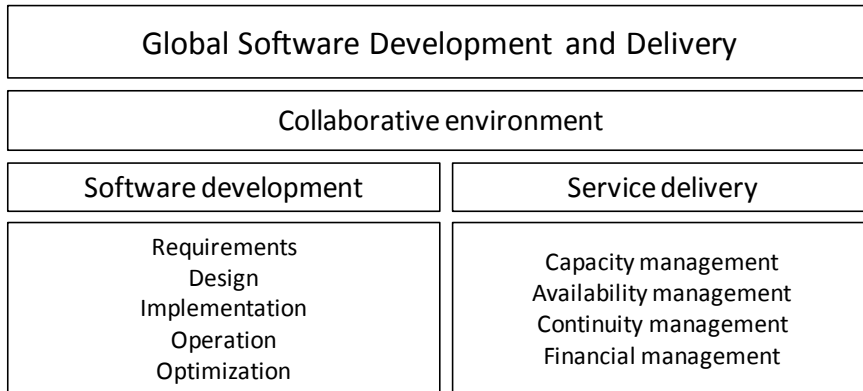 Global Software Development and Delivery
Collaborative environment
Software development
Service delivery
Requirements
Design
Implementation
Operation
Optimization
Capacity management
Availability management
Continuity management
Financial management